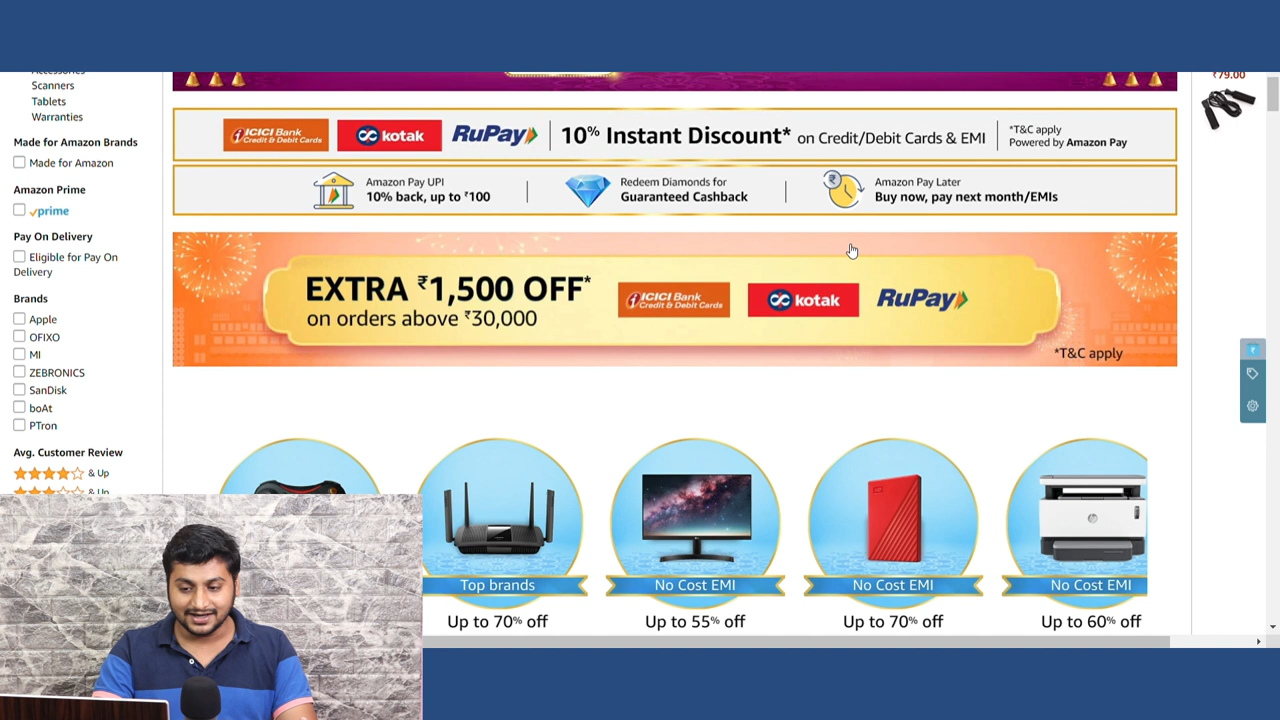 Accessories
Scanners
Tablets
Warranties
Made for Amazon Brands
Made for Amazon
Amazon Prime
prime
Pay On Delivery
Eligible for Pay On
Delivery
Brands
Apple
OFIXO
MI
ZEBRONICS
SanDisk
boAt
PTron
Avg. Customer Review
& Up
& Up
ICICI Bank
Credit & Debit Cards
kotak
RuPay
10% Instant Discount* on Credit/Debit Cards & EMI
*T&C apply
Powered by Amazon Pay
Amazon Pay UPI
10% back, up to ₹100
Redeem Diamonds for
Guaranteed Cashback
Amazon Pay Later
Buy now, pay next month/EMIs
EXTRA ₹1,500 OFF*
on orders above ₹30,000
ICICI Bank
Credit & Debit Cards
kotak
RuPay
*T&C apply
Top brands
Up to 70% off
No Cost EMI
Up to 55% off
No Cost EMI
Up to 70% off
hp
No Cost EMI
Up to 60% off
₹79.00